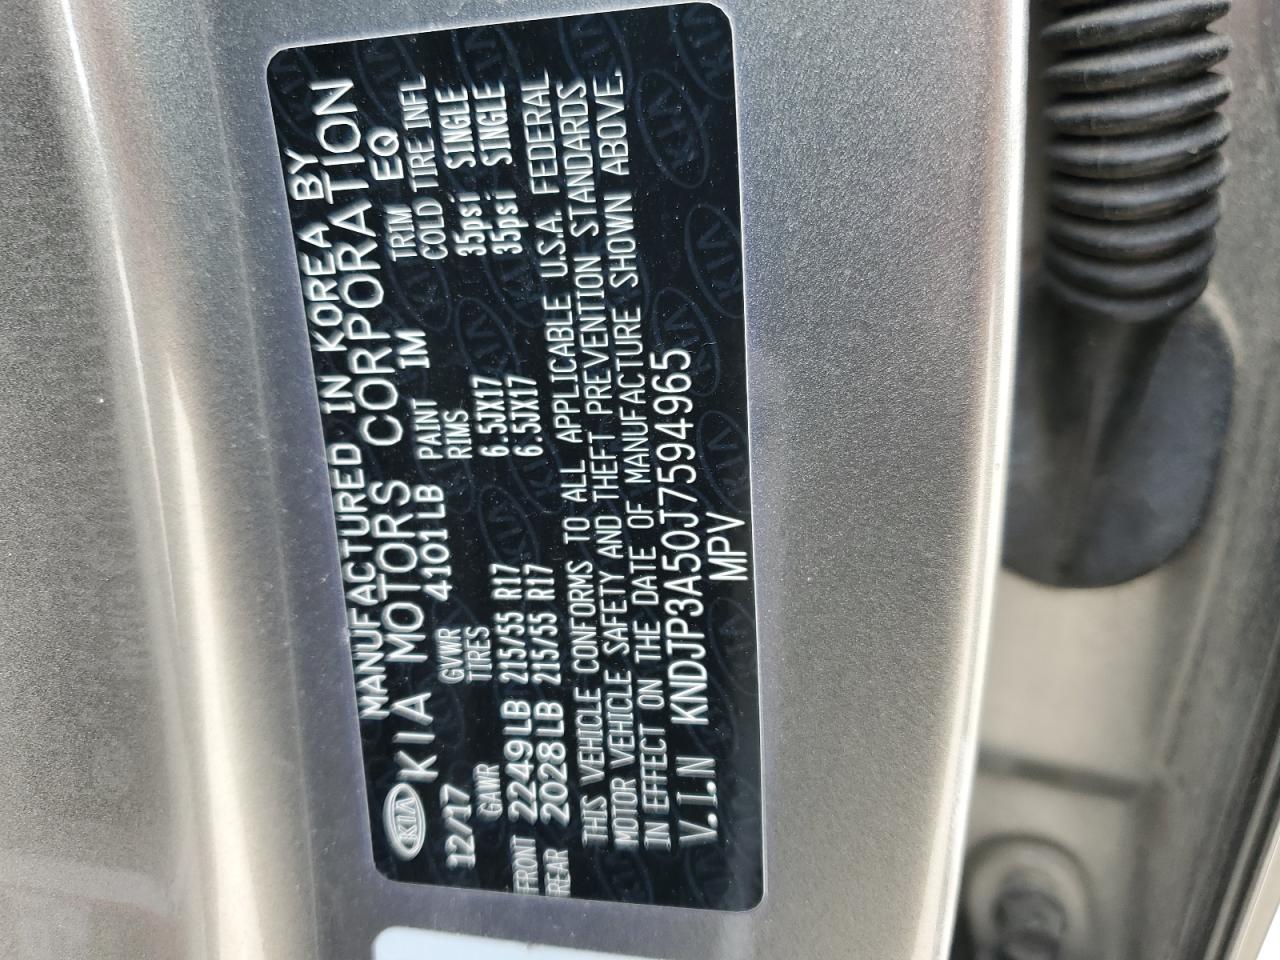 MANUFACTURED IN KOREA BY
KIA KIA MOTORS CORPORATION
12/17 GVWR 4101LB PAINT IM TRIM EQ
GAWR TIRES RIMS COLD TIRE INFL
FRONT 2249LB 215/55 R17 6.5JX17 35psi SINGLE
REAR 2028LB 215/55 R17 6.5JX17 35psi SINGLE
THIS VEHICLE CONFORMS TO ALL APPLICABLE U.S.A. FEDERAL
MOTOR VEHICLE SAFETY AND THEFT PREVENTION STANDARDS
IN EFFECT ON THE DATE OF MANUFACTURE SHOWN ABOVE.
V.I.N KNDJP3A50J7594965
MPV